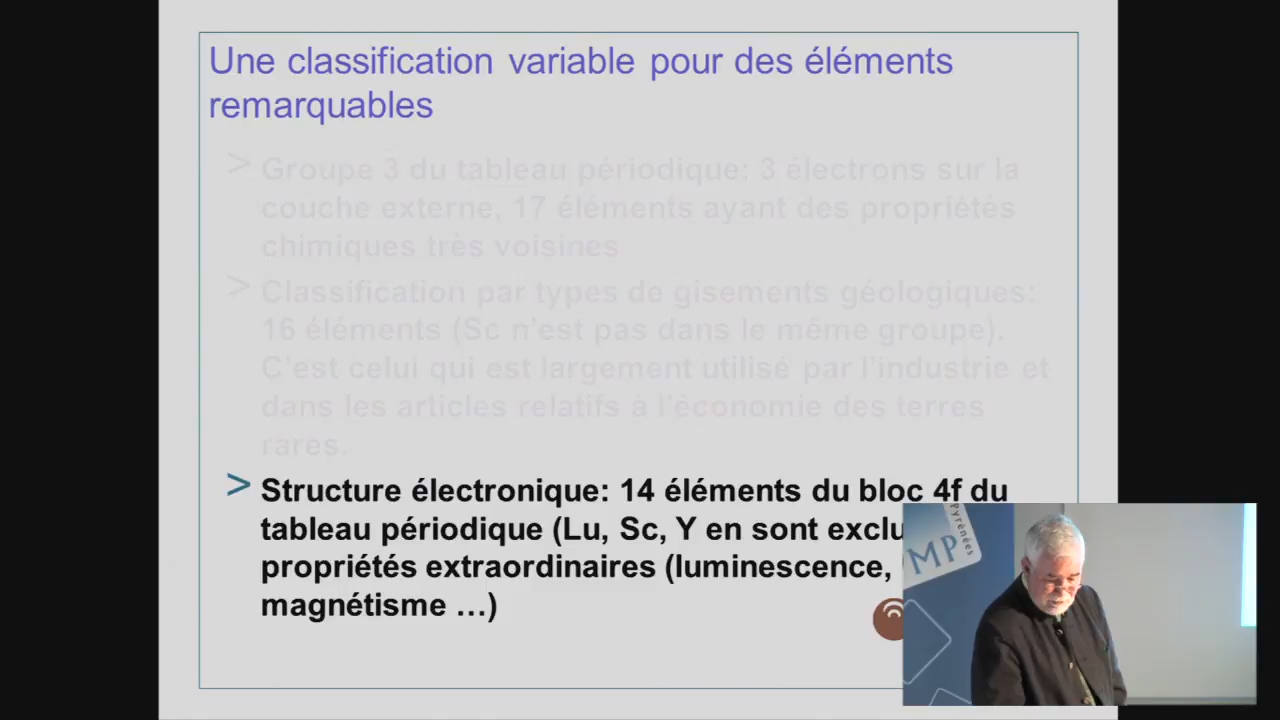 Une classification variable pour des éléments
remarquables
> Groupe 3 du tableau périodique: 3 électrons sur la
couche externe, 17 éléments ayant des propriétés
chimiques très voisines
> Classification par types de gisements géologiques:
16 éléments (Sc n'est pas dans le même groupe).
C'est celui qui est largement utilisé par l'industrie et
dans les articles relatifs à l'économie des terres
rares.
> Structure électronique: 14 éléments du bloc 4f du
tableau périodique (Lu, Sc, Y en sont exclu
propriétés extraordinaires (luminescence,
magnétisme …)
Pyrénées
MP